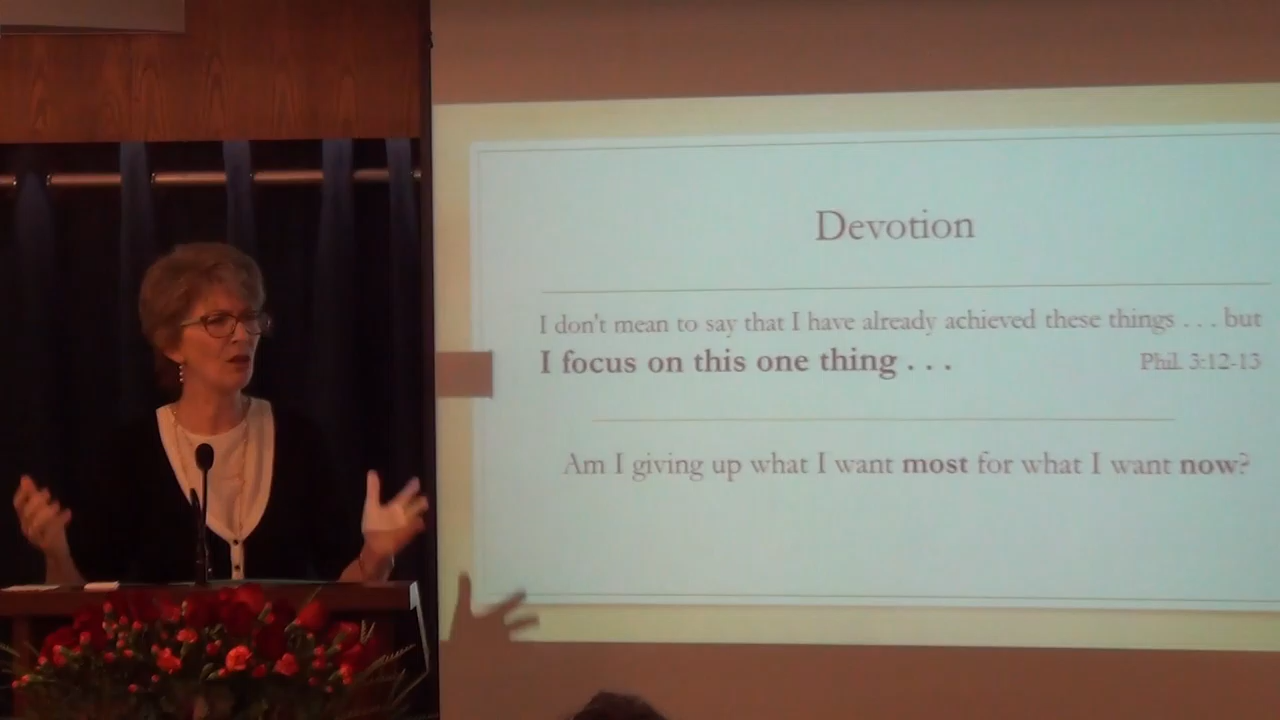 Devotion
I don't mean to say that I have already achieved these things . . . but
I focus on this one thing . . . Phil. 3:12-13
Am I giving up what I want most for what I want now?